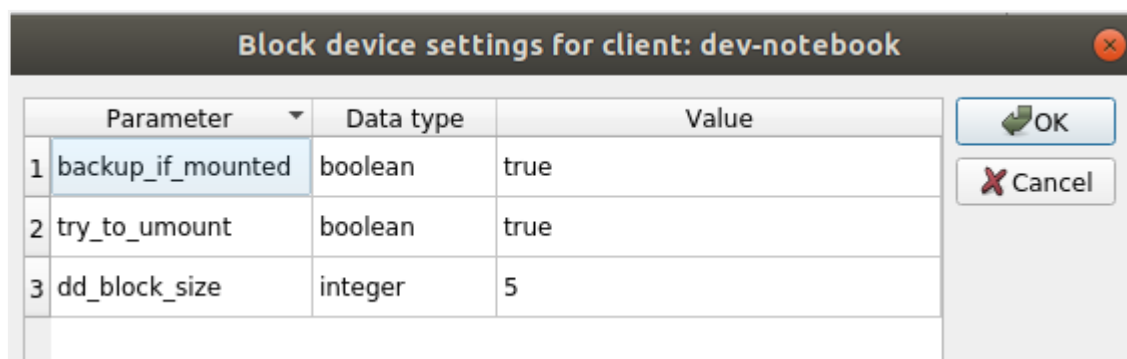 Block device settings for client: dev-notebook
Parameter Data type Value
OK
1 backup_if_mounted boolean true
Cancel
2 try_to_umount boolean true
3 dd_block_size integer 5